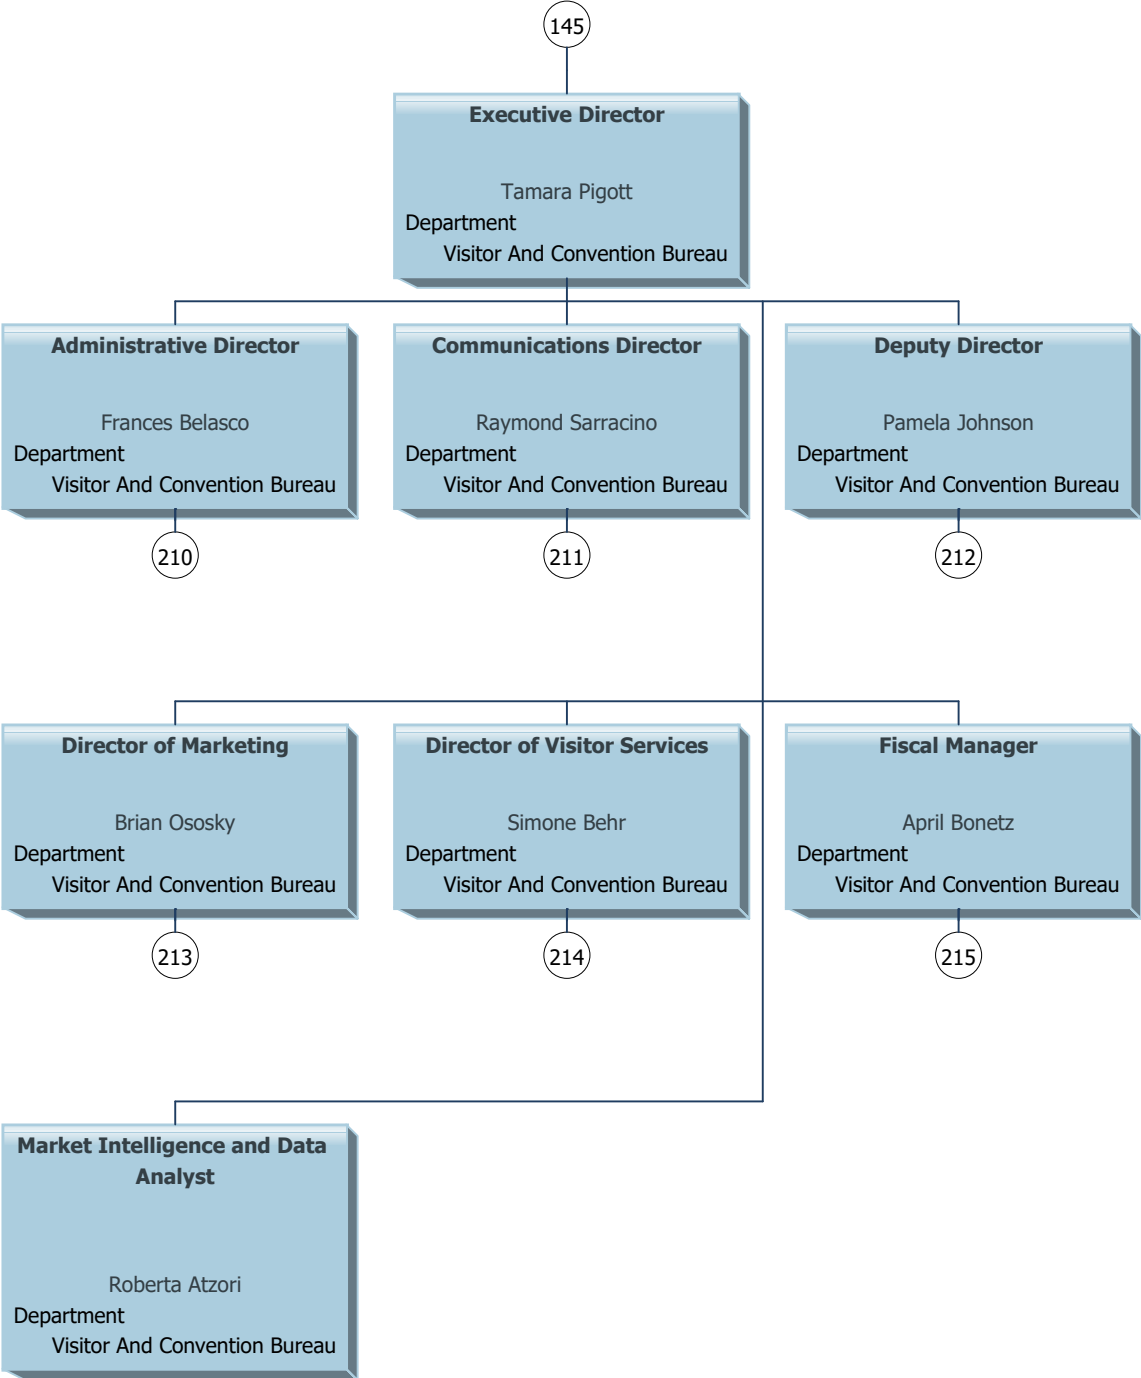 145
Executive Director
Tamara Pigott
Department
Visitor And Convention Bureau
Administrative Director
Frances Belasco
Department
Visitor And Convention Bureau
210
Communications Director
Raymond Sarracino
Department
Visitor And Convention Bureau
211
Deputy Director
Pamela Johnson
Department
Visitor And Convention Bureau
212
Director of Marketing
Brian Ososky
Department
Visitor And Convention Bureau
213
Director of Visitor Services
Simone Behr
Department
Visitor And Convention Bureau
214
Fiscal Manager
April Bonetz
Department
Visitor And Convention Bureau
215
Market Intelligence and Data
Analyst
Roberta Atzori
Department
Visitor And Convention Bureau